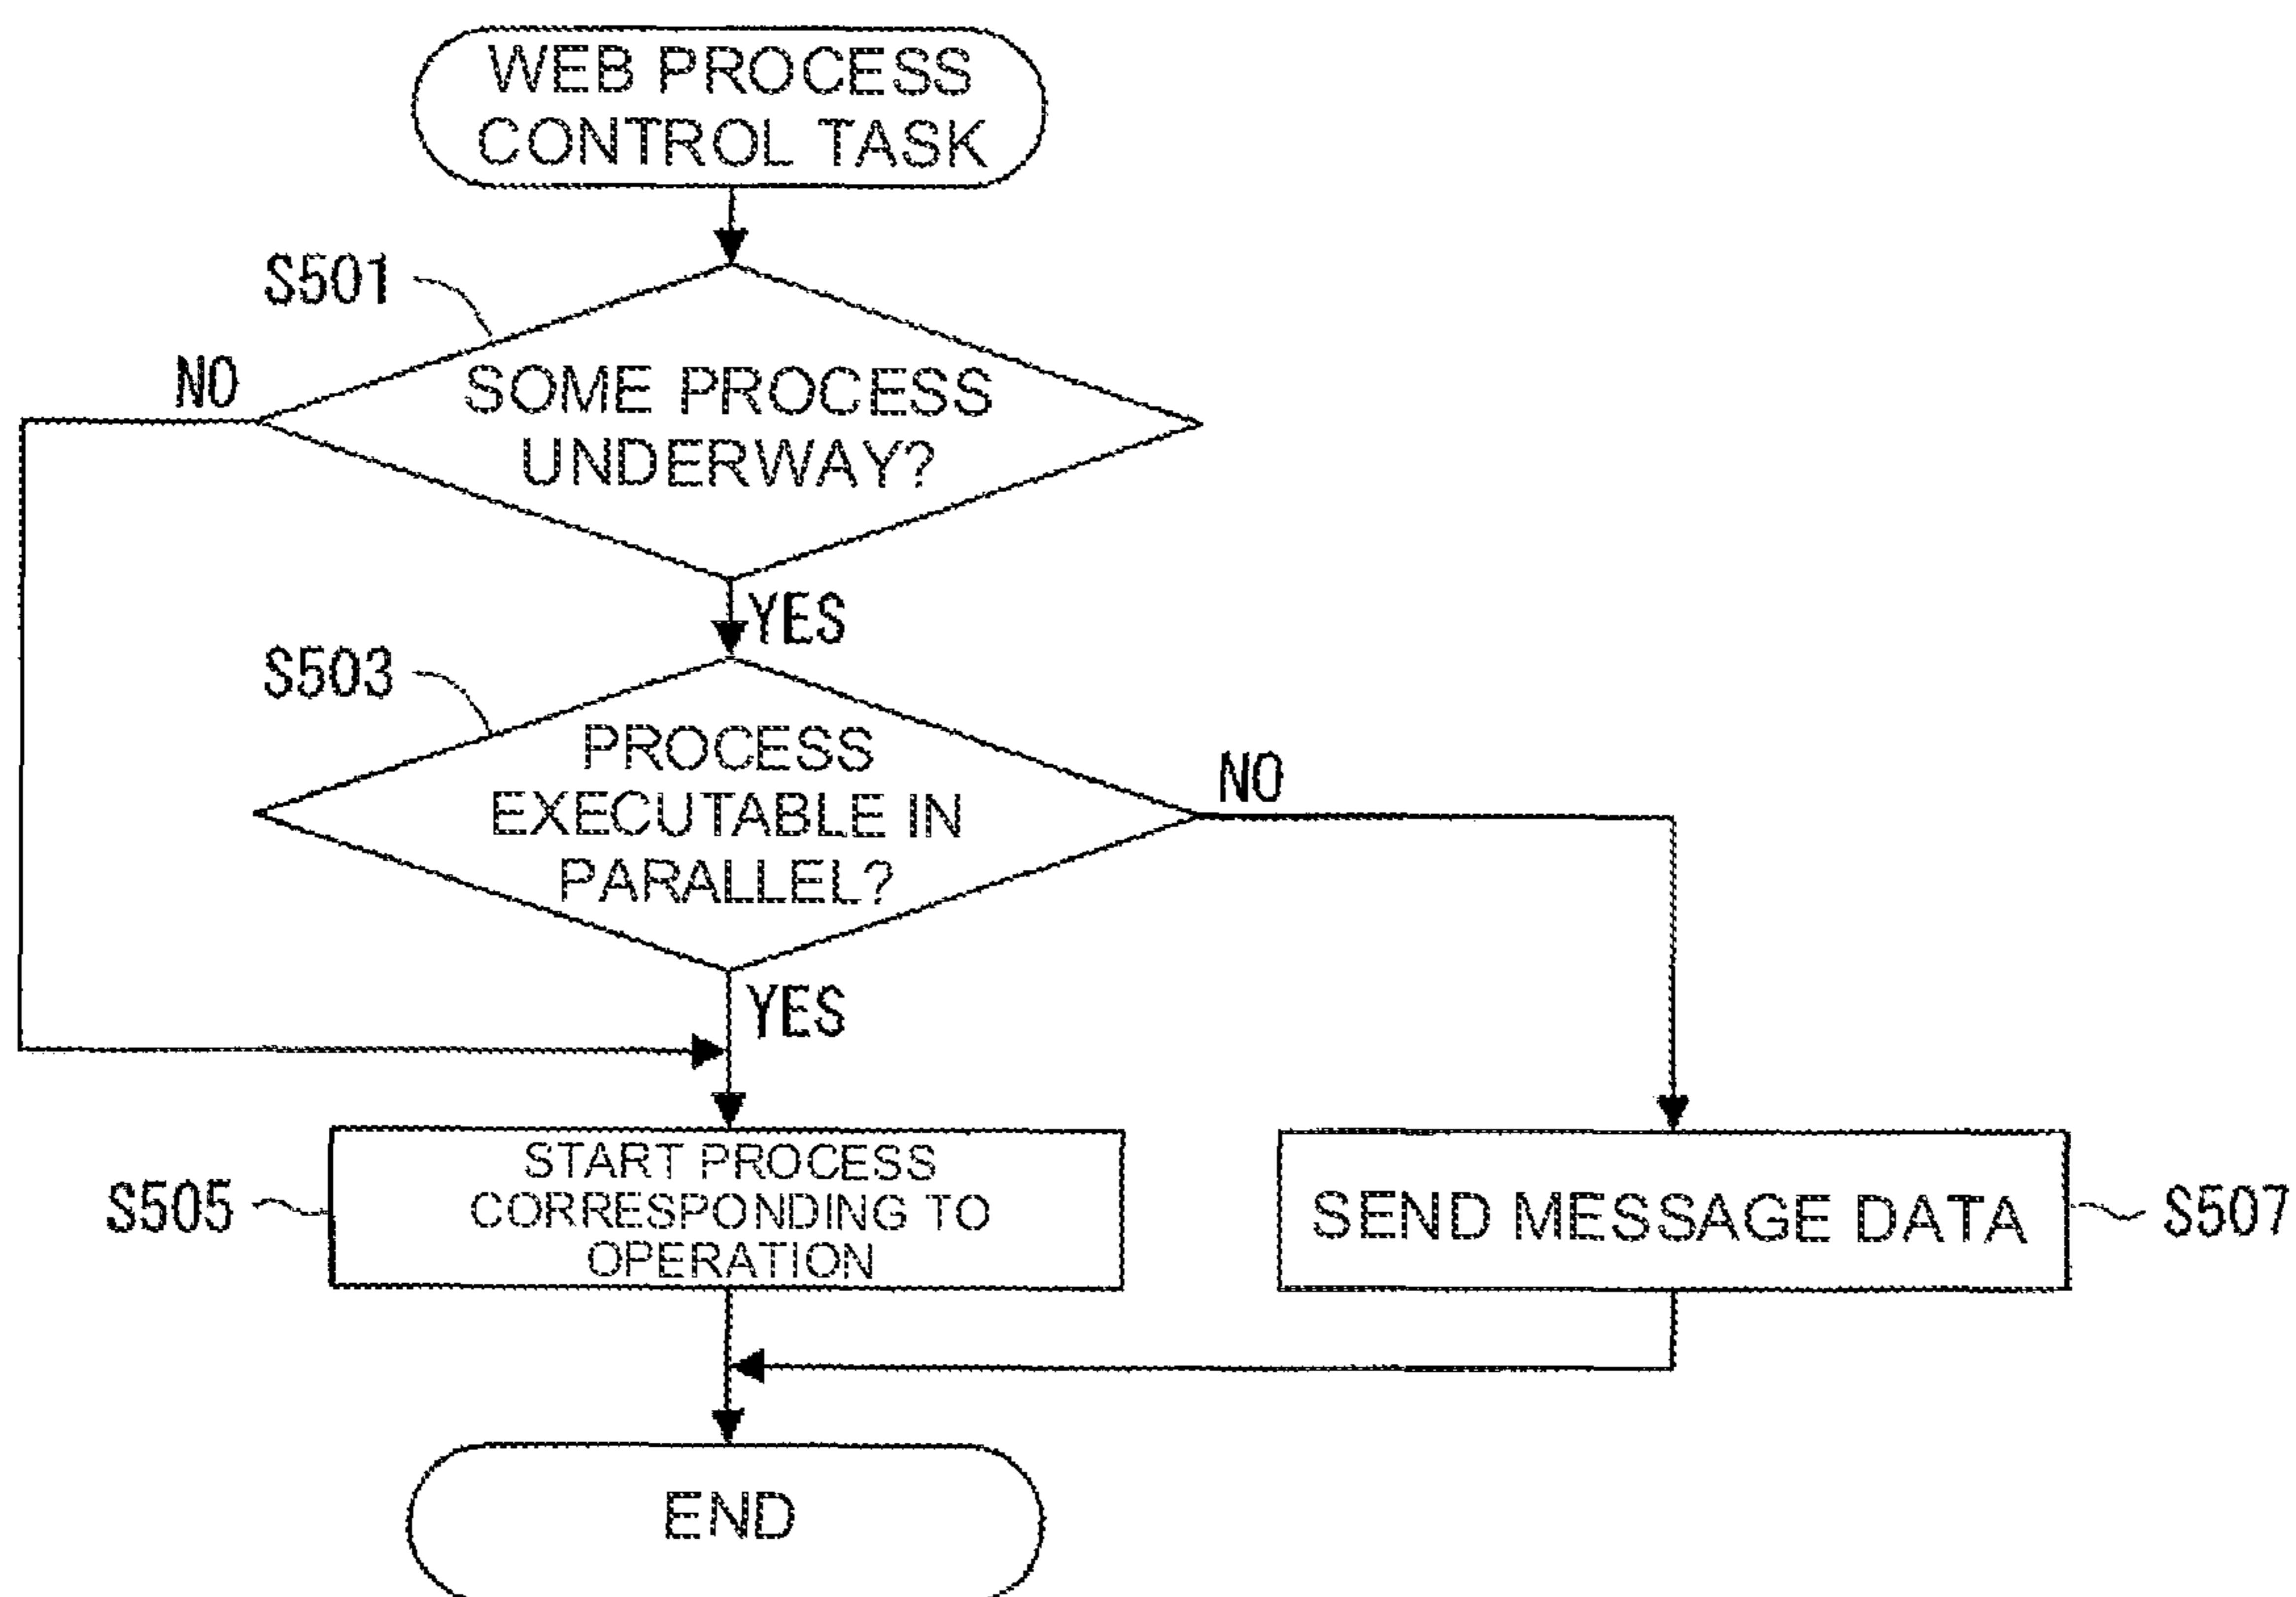 WEB PROCESS
CONTROL TASK
S501
NO
SOME PROCESS
UNDERWAY?
YES
S503
PROCESS
EXECUTABLE IN
PARALLEL?
NO
YES
S505
START PROCESS
CORRESPONDING TO
OPERATION
SEND MESSAGE DATA
S507
END